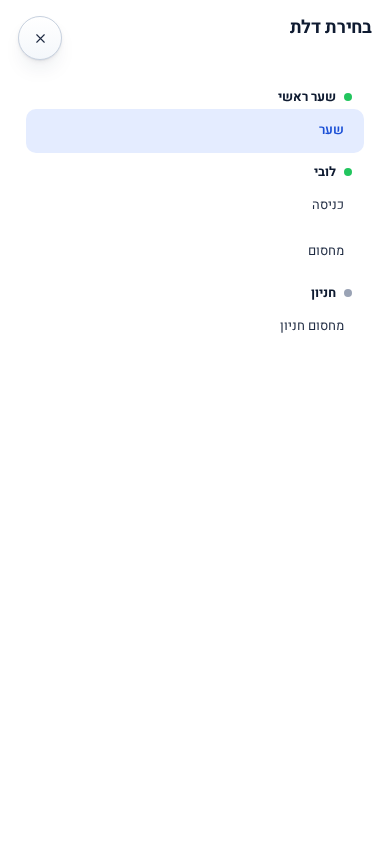 בחירת דלת
שער ראשי
שער
לובי
כניסה
מחסום
חניון
מחסום חניון